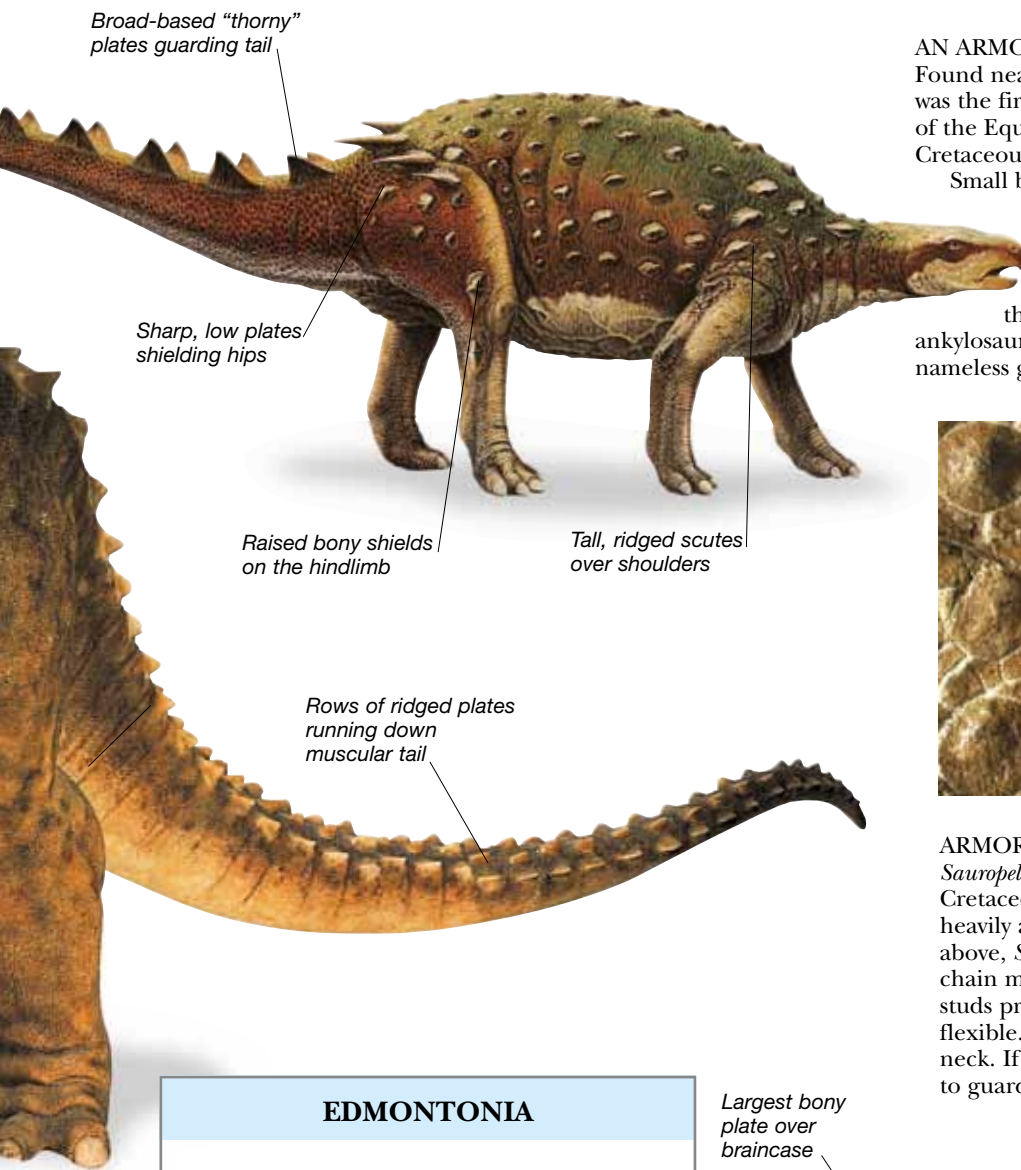 Broad-based “thorny”
plates guarding tail
AN ARMO
Found nea
was the fir
of the Equ
Cretaceou
Small b
Sharp, low plates
shielding hips
th
ankylosaur
nameless g
Raised bony shields
on the hindlimb
Tall, ridged scutes
over shoulders
Rows of ridged plates
running down
muscular tail
ARMOR
Sauropel
Cretaceo
heavily a
above, S
chain m
studs pr
flexible.
neck. If
to guard
EDMONTONIA
Largest bony
plate over
braincase